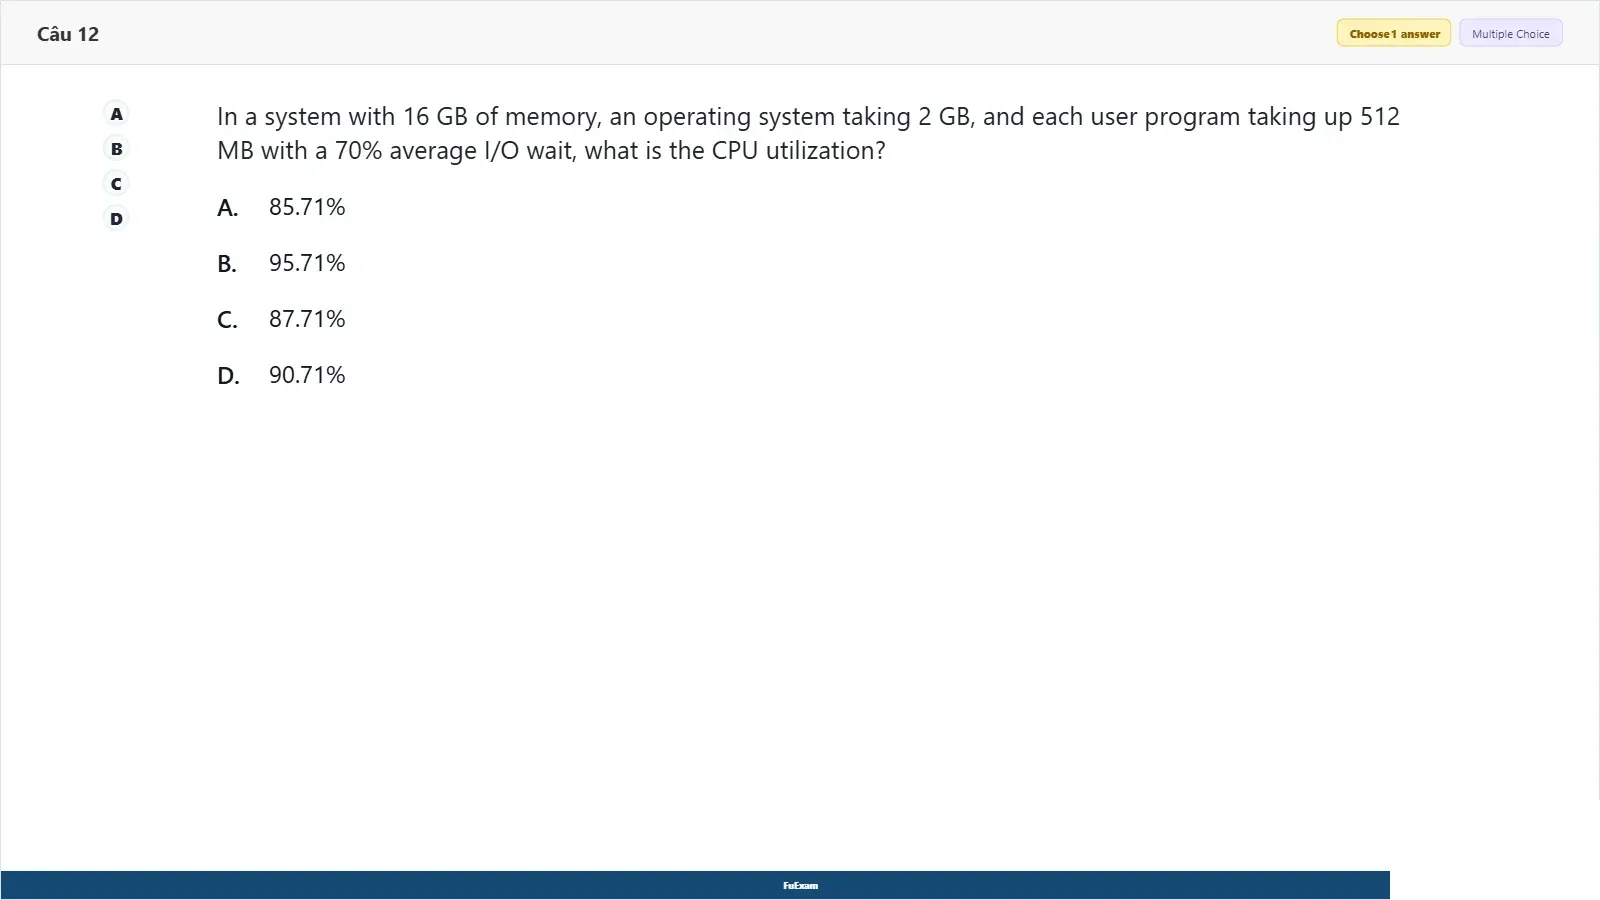 Câu 12
Choose 1 answer
Multiple Choice
A
B
C
D
In a system with 16 GB of memory, an operating system taking 2 GB, and each user program taking up 512
MB with a 70% average I/O wait, what is the CPU utilization?
A. 85.71%
B. 95.71%
C. 87.71%
D. 90.71%
FuExam